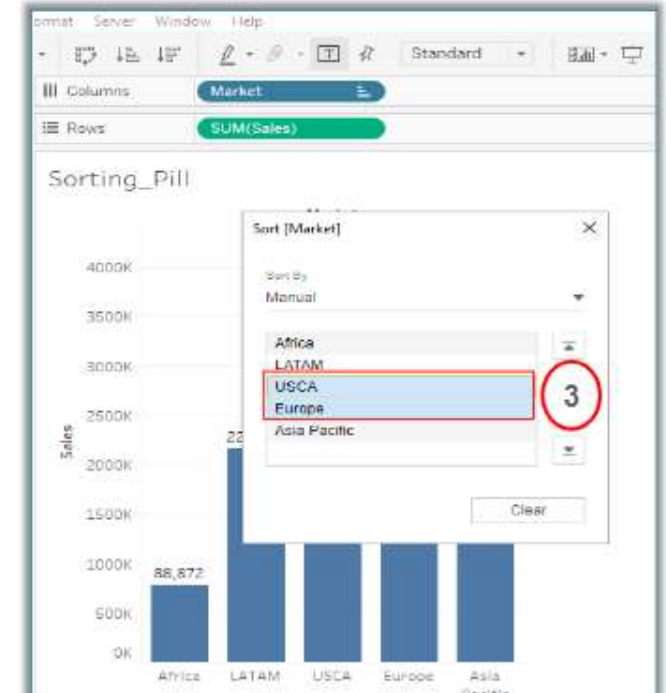 ormat Server Window Help
Standard
Columns Market
Rows SUM(Sales)
Sorting_Pill
Sort [Market]
Sort By
Manual
Africa
LATAM
USCA
Europe
Asia Pacific
3
Clear
Sales
4000K
3500K
3000K
2500K
2000K
1500K
1000K
500K
0K
22
88,872
Africa LATAM USCA Europe Asia